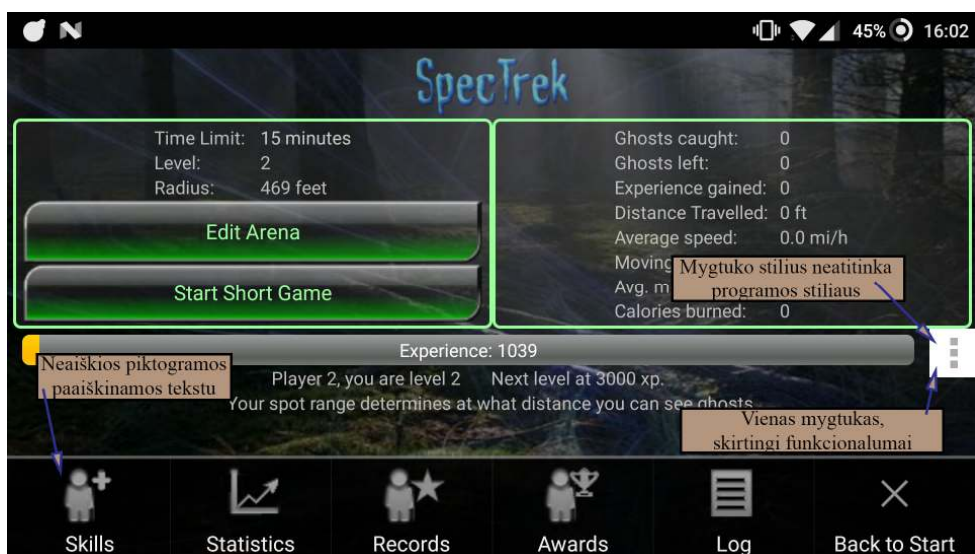 45% 16:02
SpecTrek
Time Limit: 15 minutes
Level: 2
Radius: 469 feet
Edit Arena
Start Short Game
Ghosts caught: 0
Ghosts left: 0
Experience gained: 0
Distance Travelled: 0 ft
Average speed: 0.0 mi/h
Moving
Avg. m
Calories burned: 0
Mygtuko stilius neatitinka
programos stiliaus
Experience: 1039
Neaiškios piktogramos
paaiškinamos tekstu
Player 2, you are level 2 Next level at 3000 xp.
Your spot range determines at what distance you can see ghosts
Vienas mygtukas,
skirtingi funkcionalumai
Skills Statistics Records Awards Log Back to Start